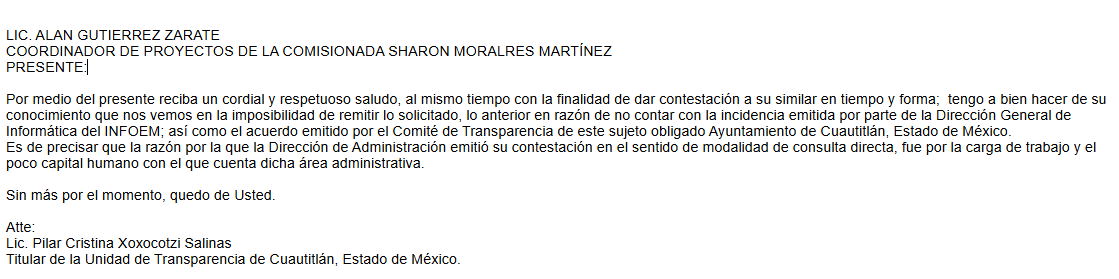 LIC. ALAN GUTIERREZ ZARATE
COORDINADOR DE PROYECTOS DE LA COMISIONADA SHARON MORALRES MARTÍNEZ
PRESENTE:
Por medio del presente reciba un cordial y respetuoso saludo, al mismo tiempo con la finalidad de dar contestación a su similar en tiempo y forma;  tengo a bien hacer de su
conocimiento que nos vemos en la imposibilidad de remitir lo solicitado, lo anterior en razón de no contar con la incidencia emitida por parte de la Dirección General de
Informática del INFOEM; así como el acuerdo emitido por el Comité de Transparencia de este sujeto obligado Ayuntamiento de Cuautitlán, Estado de México.
Es de precisar que la razón por la que la Dirección de Administración emitió su contestación en el sentido de modalidad de consulta directa, fue por la carga de trabajo y el
poco capital humano con el que cuenta dicha área administrativa.
Sin más por el momento, quedo de Usted.
Atte:
Lic. Pilar Cristina Xoxocotzi Salinas
Titular de la Unidad de Transparencia de Cuautitlán, Estado de México.